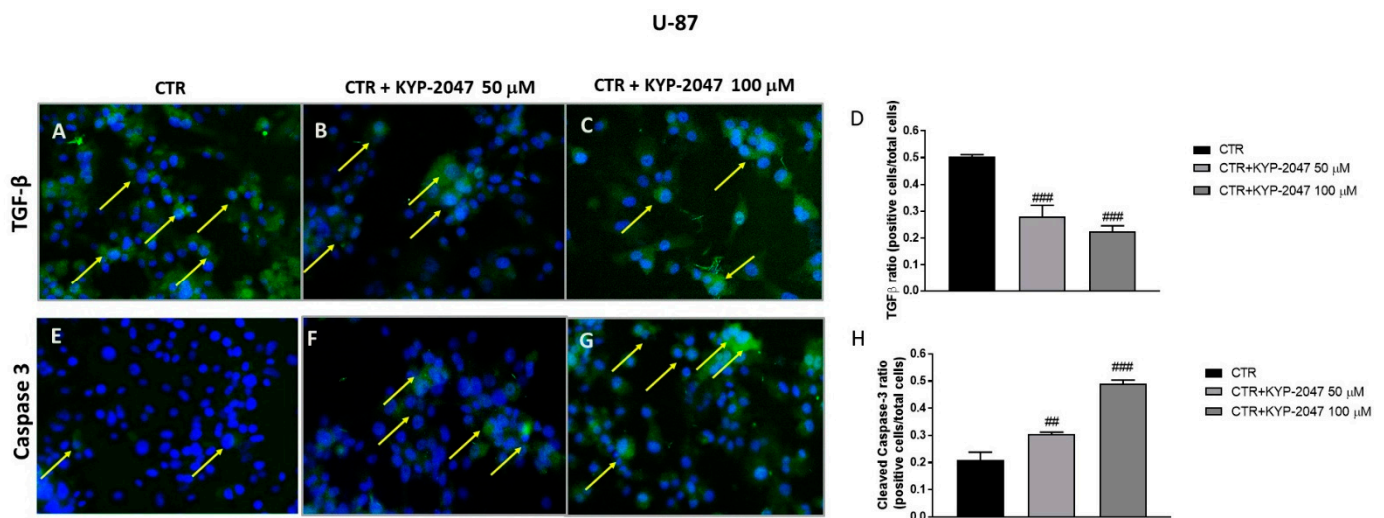 U-87
CTR
CTR + KYP-2047 50 µM
CTR + KYP-2047 100 µM
TGF-β
A
B
C
D
TGFβ ratio (positive cells/total cells)
0.6
0.5
0.4
0.3
0.2
0.1
0.0
###
###
CTR
CTR+KYP-2047 50 µM
CTR+KYP-2047 100 µM
Caspase 3
E
F
G
H
Cleaved Caspase-3 ratio
(positive cells/total cells)
0.6
0.5
0.4
0.3
0.2
0.1
0.0
##
###
CTR
CTR+KYP-2047 50 µM
CTR+KYP-2047 100 µM